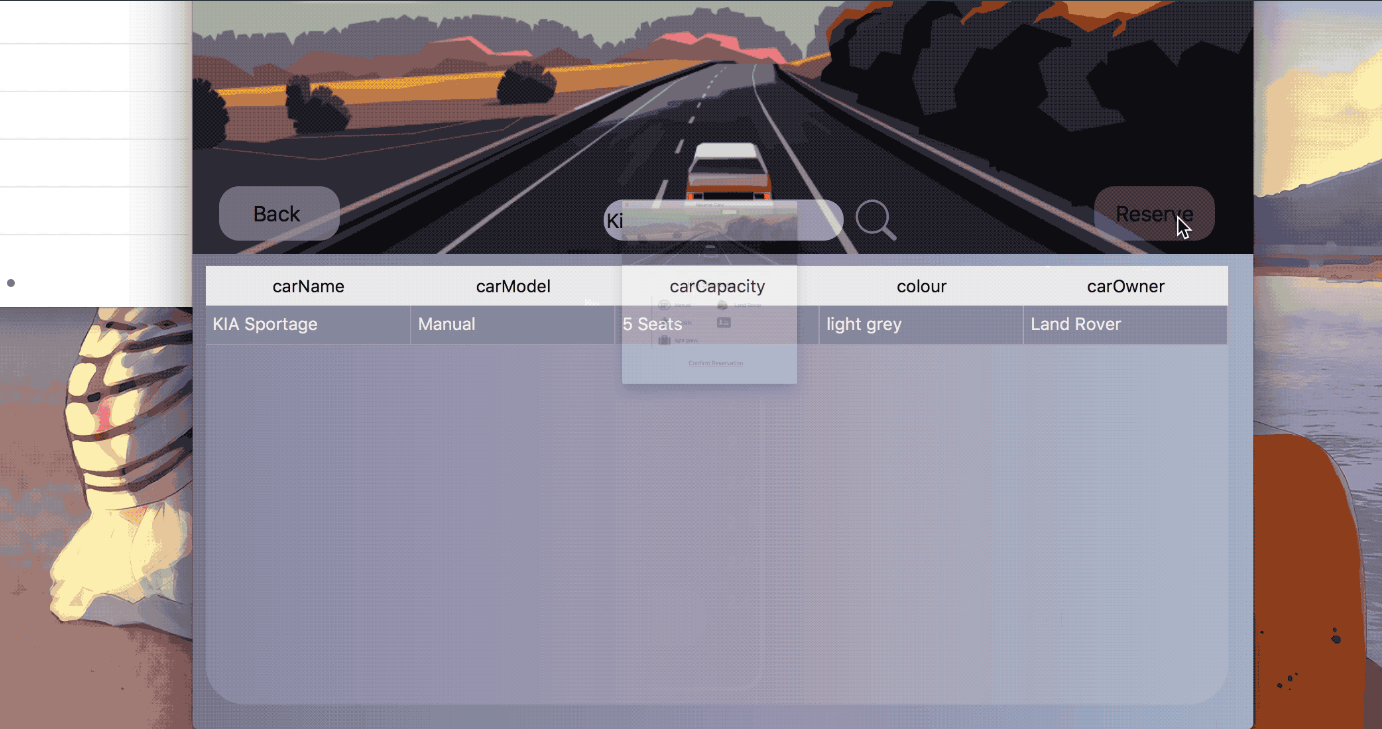 Back
Ki
Reserve
carName carModel carCapacity colour carOwner
KIA Sportage Manual 5 Seats light grey Land Rover
Confirm Reservation